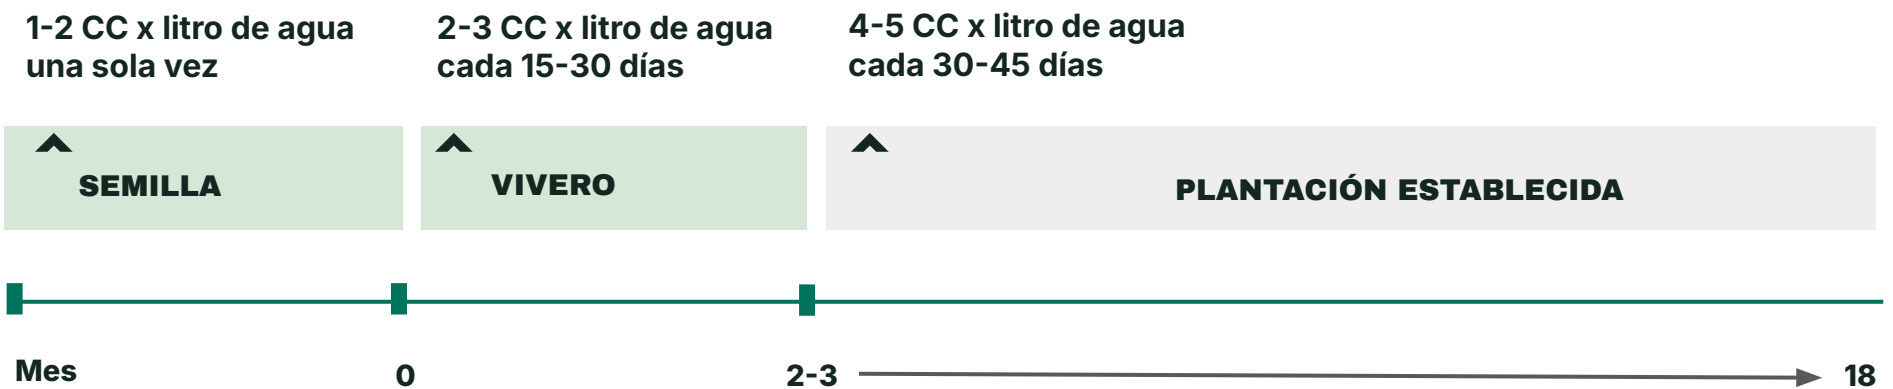 1-2 CC x litro de agua
una sola vez
2-3 CC x litro de agua
cada 15-30 días
4-5 CC x litro de agua
cada 30-45 días
SEMILLA
VIVERO
PLANTACIÓN ESTABLECIDA
Mes
0
2-3
18